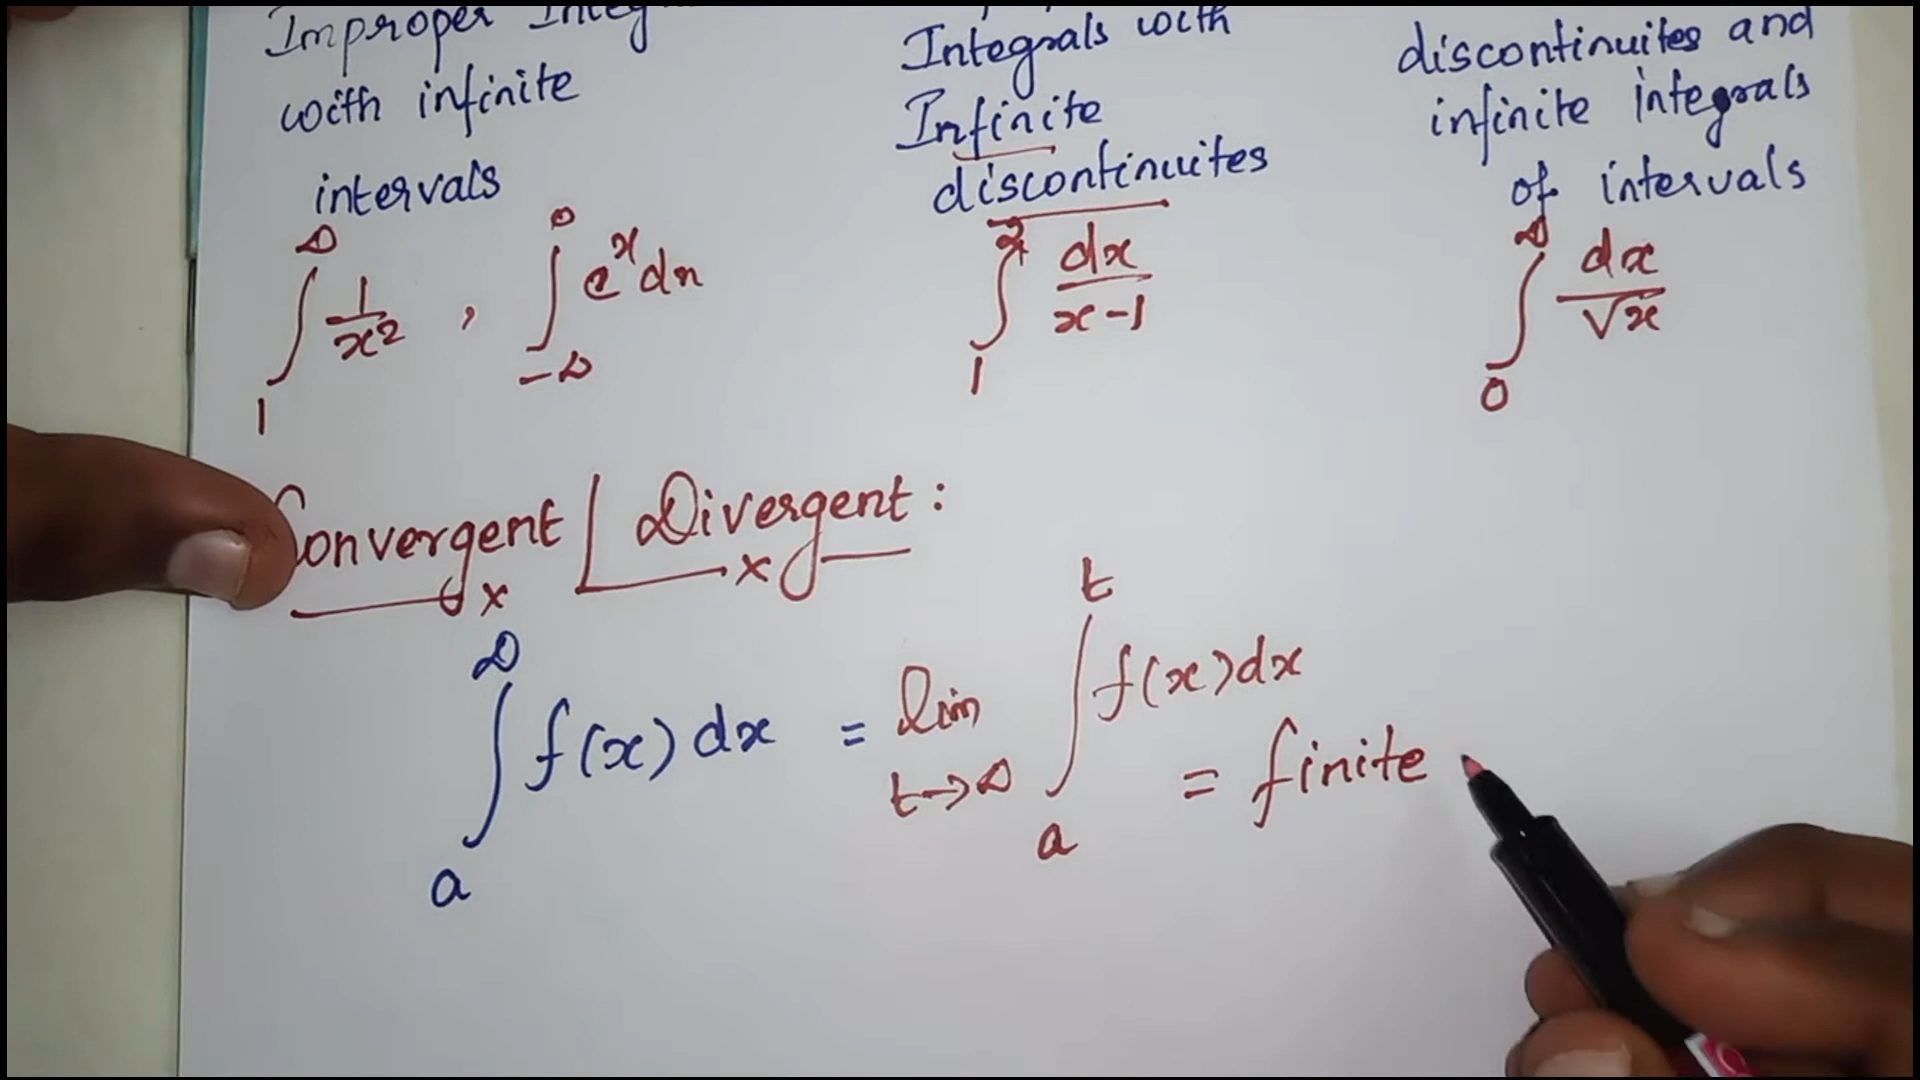 Improper Integ
with infinite
intervals
∫₁^∞ 1/x² , ∫₋∞^0 e^x dx
Integrals with
Infinite
discontinuites
∫₁^2 dx/(x-1)
discontinuites and
infinite integrals
of intervals
∫₀^∞ dx/√x
Convergent | Divergent :
∫ₐ^∞ f(x) dx = lim t→∞ ∫ₐ^t f(x) dx
= finite